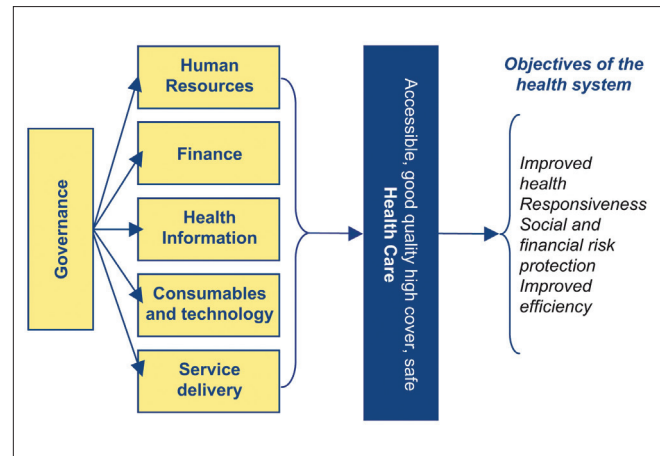 Governance
Human
Resources
Finance
Health
Information
Consumables
and technology
Service
delivery
Accessible, good quality high cover, safe
Health Care
Objectives of the
health system
Improved
health
Responsiveness
Social and
financial risk
protection
Improved
efficiency